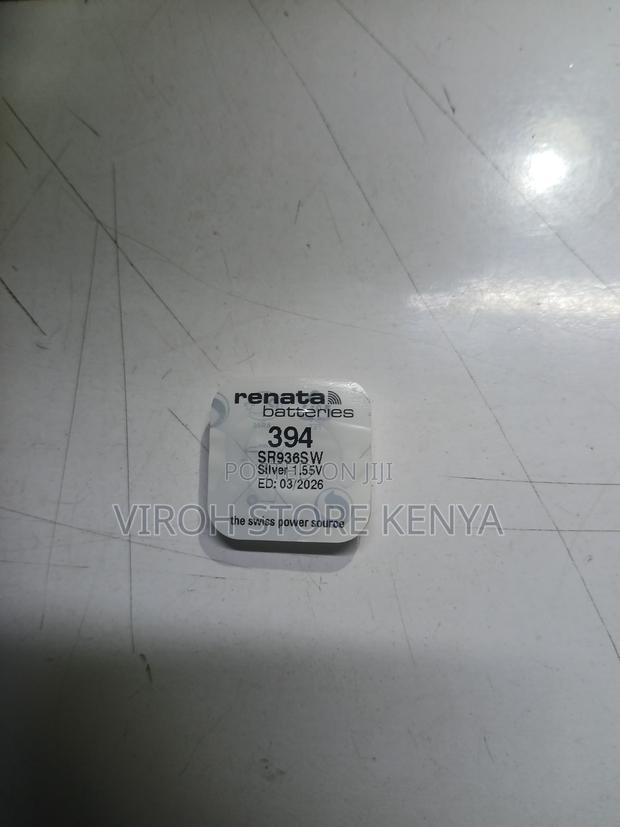 renata
batteries
394
SR936SW
Silver 1.55V
POSTED ON JIJI
ED: 03/2026
VIROH STORE KENYA
the swiss power source